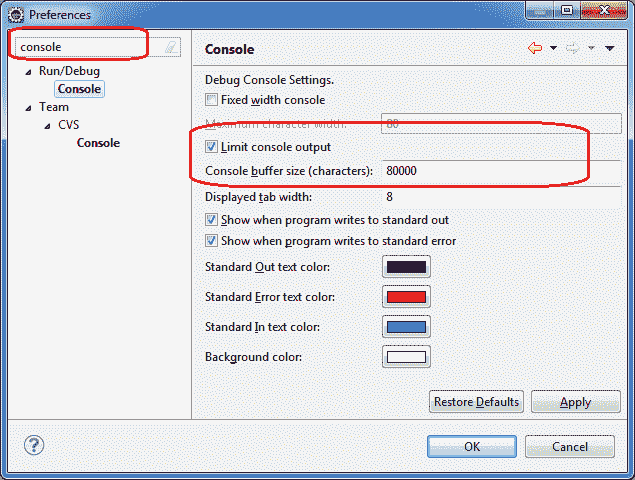 Preferences
console
Run/Debug
Console
Team
CVS
Console
Console
Debug Console Settings.
Fixed width console
Maximum character width: 80
Limit console output
Console buffer size (characters): 80000
Displayed tab width: 8
Show when program writes to standard out
Show when program writes to standard error
Standard Out text color:
Standard Error text color:
Standard In text color:
Background color:
Restore Defaults Apply
? OK Cancel